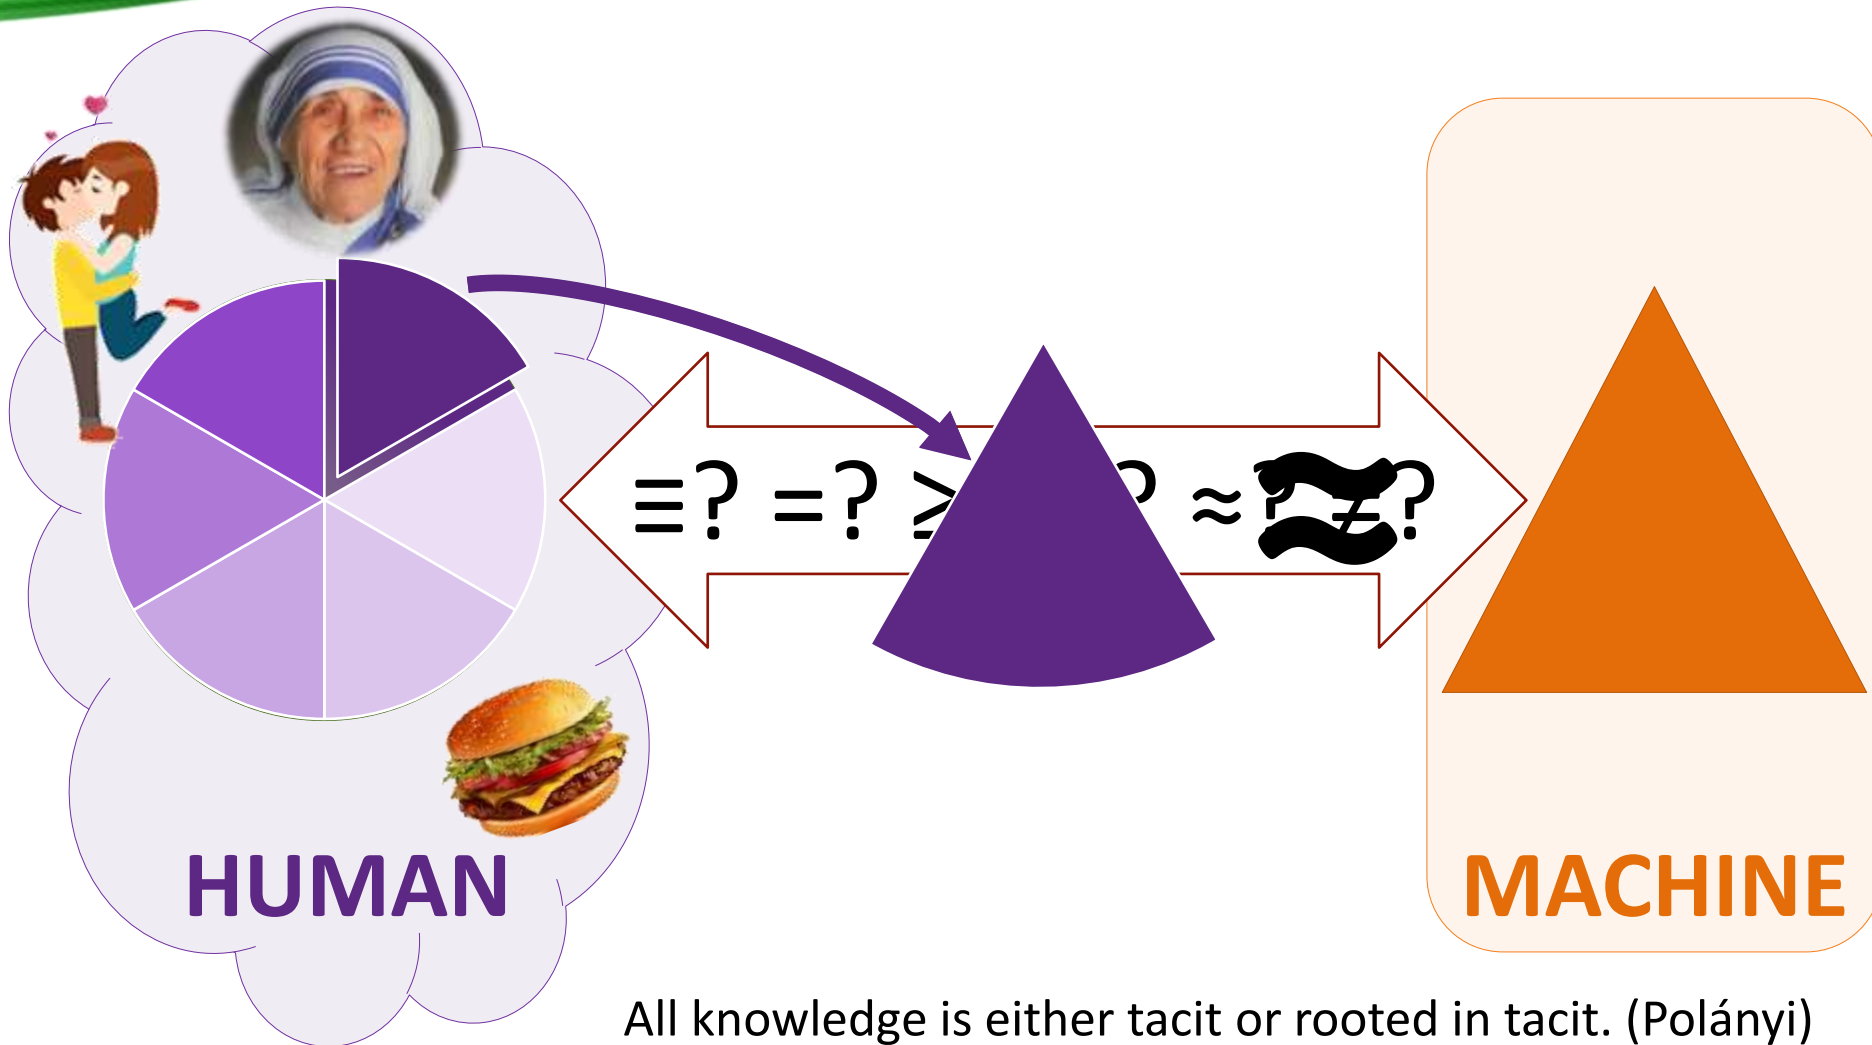 ≡? =? ≥ ? ≈? ≠?
HUMAN
MACHINE
All knowledge is either tacit or rooted in tacit. (Polányi)